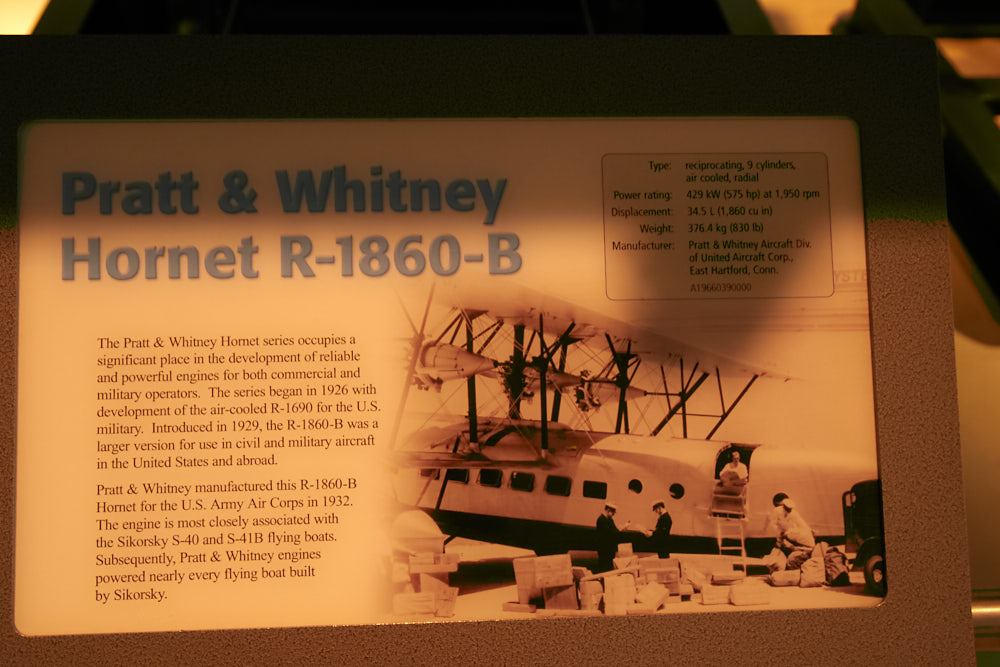 Pratt & Whitney
Hornet R-1860-B
Type: reciprocating, 9 cylinders,
air cooled, radial
Power rating: 429 kW (575 hp) at 1,950 rpm
Displacement: 34.5 L (1,860 cu in)
Weight: 376.4 kg (830 lb)
Manufacturer: Pratt & Whitney Aircraft Div.
of United Aircraft Corp.,
East Hartford, Conn.
A19660390000
The Pratt & Whitney Hornet series occupies a
significant place in the development of reliable
and powerful engines for both commercial and
military operators. The series began in 1926 with
development of the air-cooled R-1690 for the U.S.
military. Introduced in 1929, the R-1860-B was a
larger version for use in civil and military aircraft
in the United States and abroad.
Pratt & Whitney manufactured this R-1860-B
Hornet for the U.S. Army Air Corps in 1932.
The engine is most closely associated with
the Sikorsky S-40 and S-41B flying boats.
Subsequently, Pratt & Whitney engines
powered nearly every flying boat built
by Sikorsky.